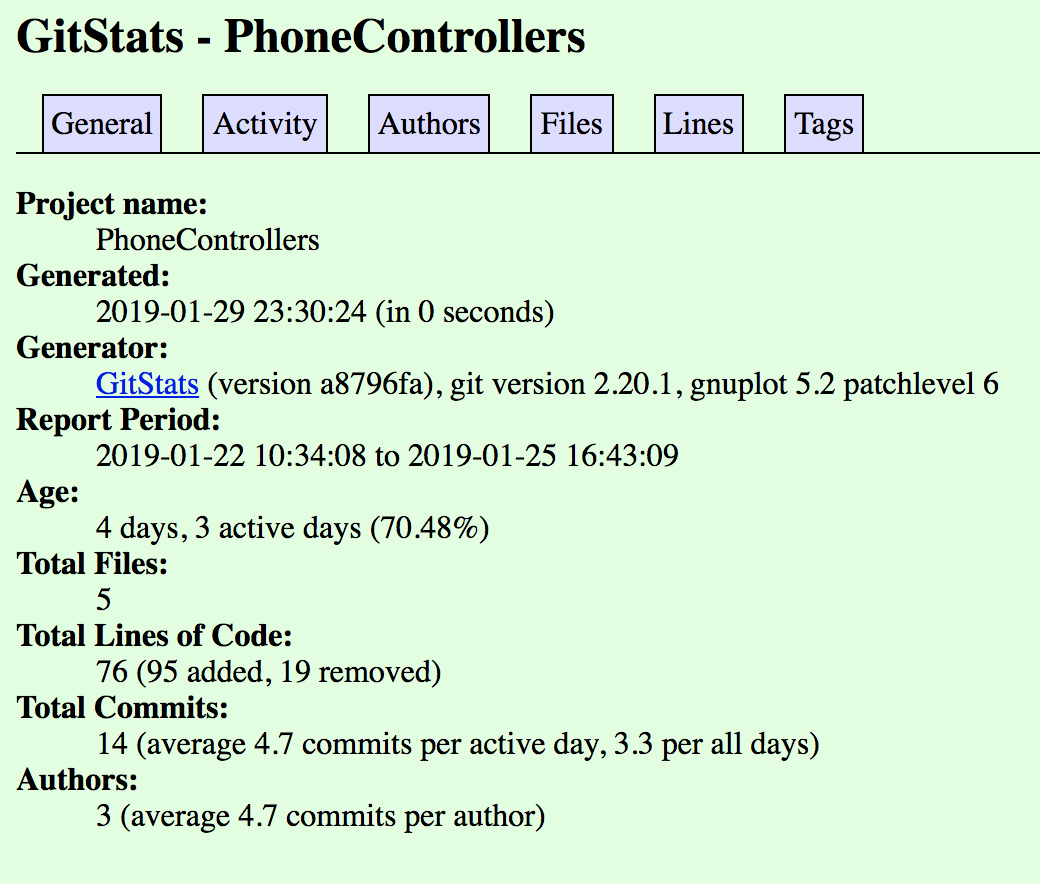 GitStats - PhoneControllers
General Activity Authors Files Lines Tags
Project name:
PhoneControllers
Generated:
2019-01-29 23:30:24 (in 0 seconds)
Generator:
GitStats (version a8796fa), git version 2.20.1, gnuplot 5.2 patchlevel 6
Report Period:
2019-01-22 10:34:08 to 2019-01-25 16:43:09
Age:
4 days, 3 active days (70.48%)
Total Files:
5
Total Lines of Code:
76 (95 added, 19 removed)
Total Commits:
14 (average 4.7 commits per active day, 3.3 per all days)
Authors:
3 (average 4.7 commits per author)